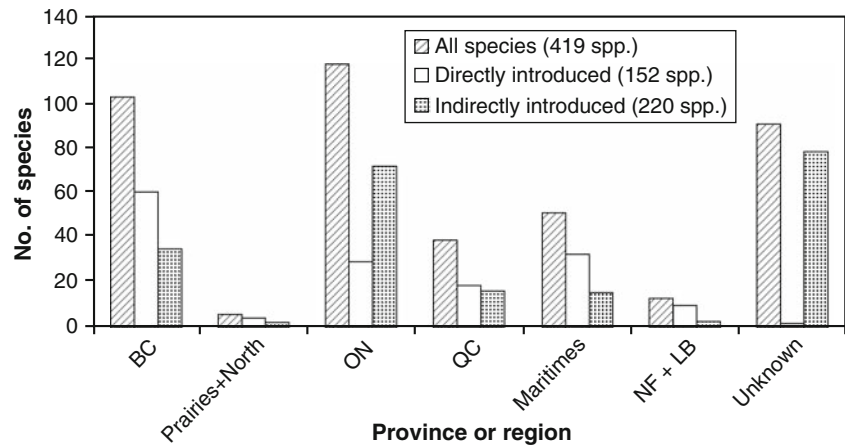 140
120
100
80
60
40
20
0
No. of species
All species (419 spp.)
Directly introduced (152 spp.)
Indirectly introduced (220 spp.)
BC
Prairies+North
ON
QC
Maritimes
NF + LB
Unknown
Province or region